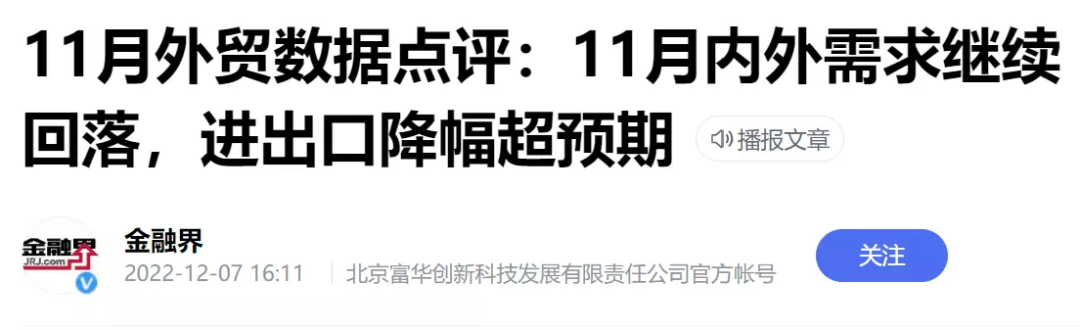 11月外贸数据点评：11月内外需求继续
回落，进出口降幅超预期
播报文章
金融界
JRJ.com
金融界
2022-12-07 16:11
北京富华创新科技发展有限责任公司官方帐号
关注